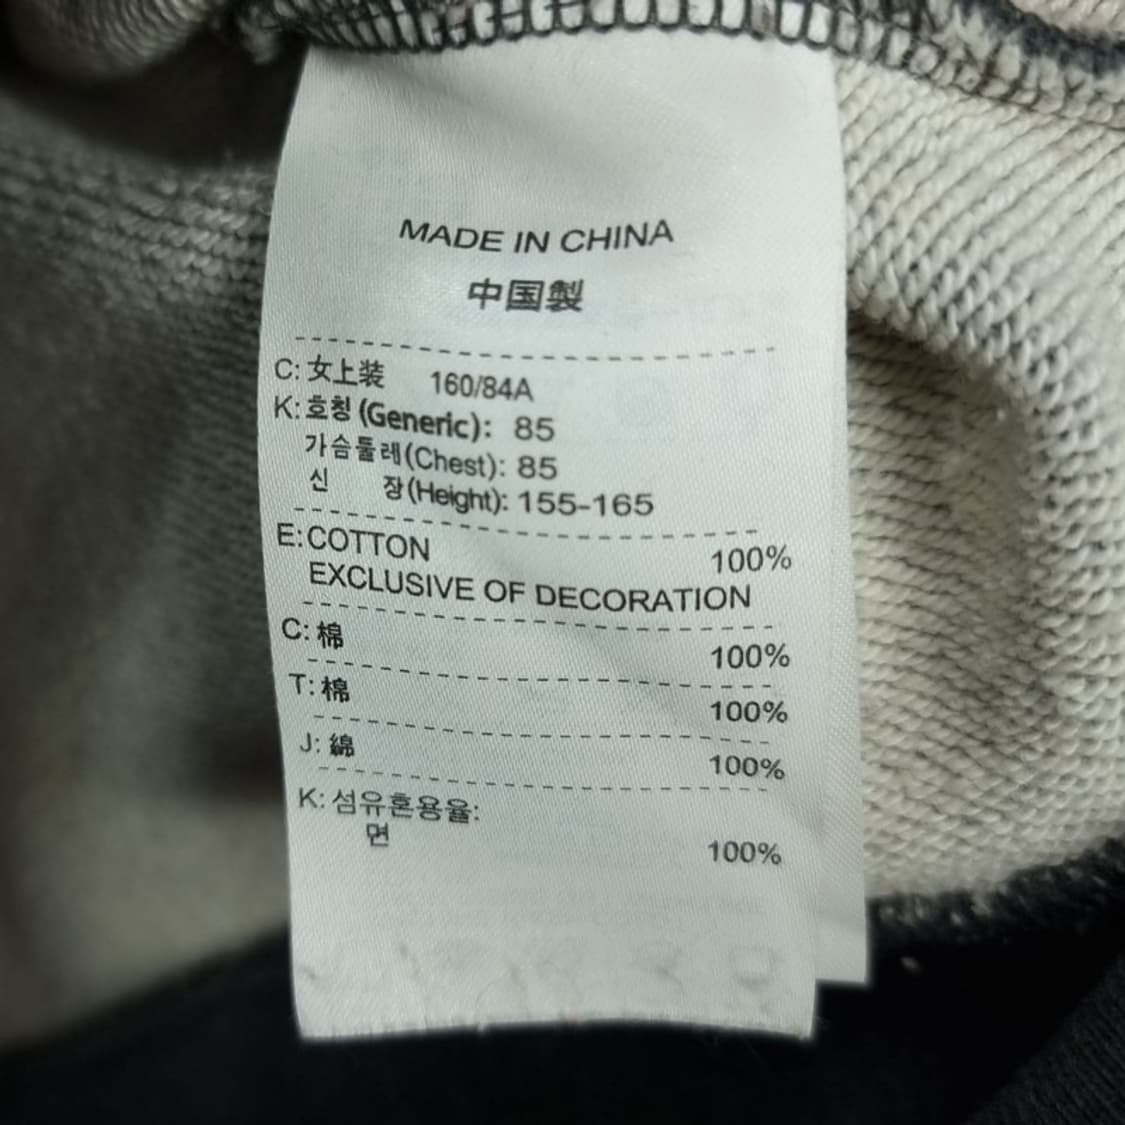 MADE IN CHINA
中国製
C: 女上装 160/84A
K: 호칭 (Generic): 85
가슴둘레(Chest): 85
신 장(Height): 155-165
E: COTTON 100%
EXCLUSIVE OF DECORATION
C: 棉 100%
T: 棉 100%
J: 綿 100%
K: 섬유혼용율:
면 100%